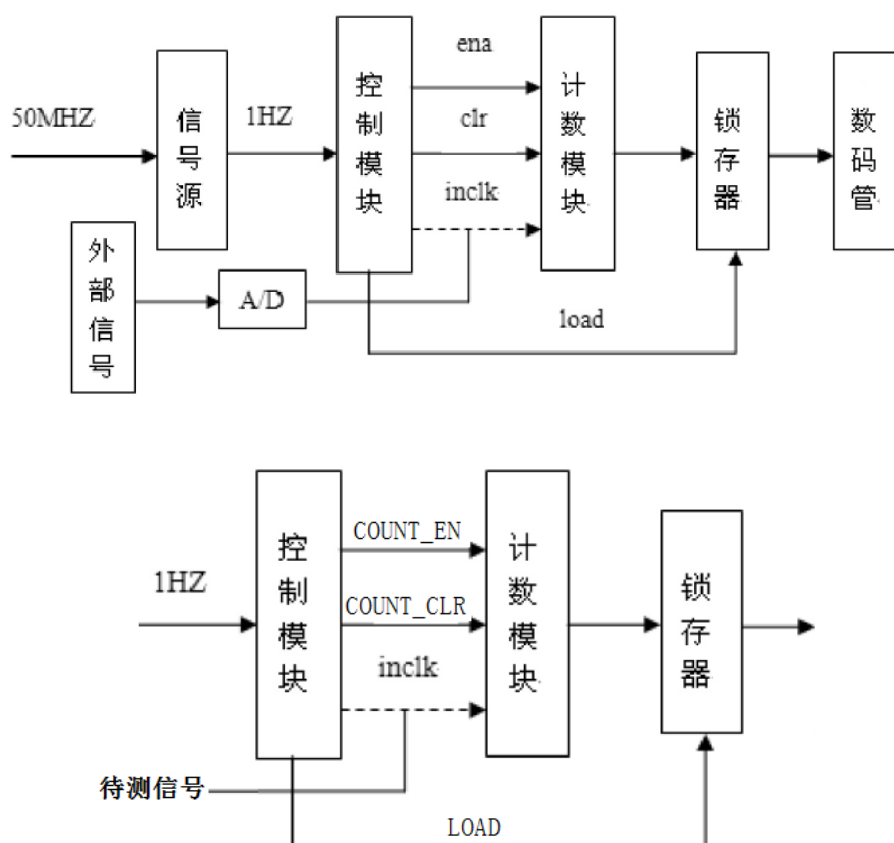 50MHZ
信号源
1HZ
控制模块
ena
clr
inclk
计数模块
锁存器
数码管
外部信号
A/D
load
1HZ
控制模块
COUNT_EN
COUNT_CLR
inclk
计数模块
锁存器
待测信号
LOAD